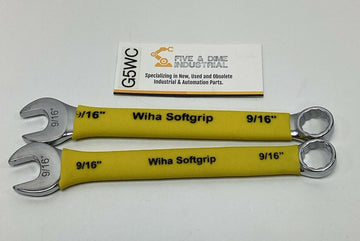 G5WC
FIVE & DIME
INDUSTRIAL
Specializing in New, Used and Obsolete
Industrial & Automation Parts.
9/16" 9/16" Wiha Softgrip 9/16"
9/16" 9/16" Wiha Softgrip 9/16"